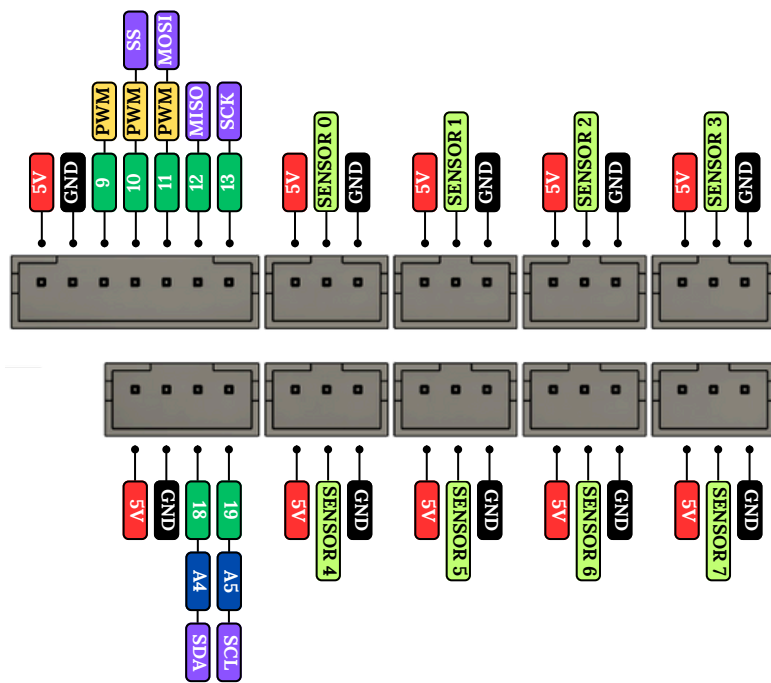 SS
MOSI
PWM
PWM
PWM
MISO
SCK
5V
GND
9
10
11
12
13
5V
SENSOR 0
GND
5V
SENSOR 1
GND
5V
SENSOR 2
GND
5V
SENSOR 3
GND
5V
GND
18
19
A4
A5
SDA
SCL
5V
SENSOR 4
GND
5V
SENSOR 5
GND
5V
SENSOR 6
GND
5V
SENSOR 7
GND